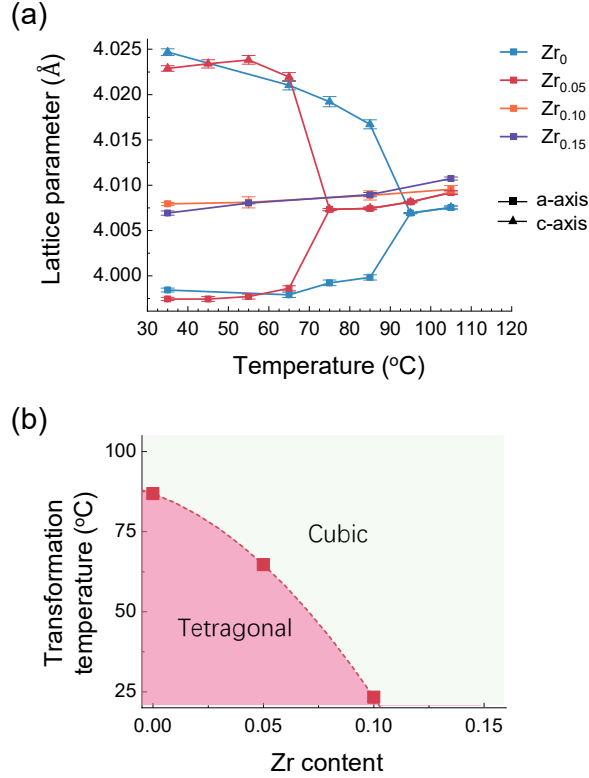 (a)
Lattice parameter (Å)
4.025
4.020
4.015
4.010
4.005
4.000
30 40 50 60 70 80 90 100 110 120
Temperature (°C)
Zr0
Zr0.05
Zr0.10
Zr0.15
a-axis
c-axis
(b)
Transformation
temperature (°C)
100
75
50
25
Cubic
Tetragonal
0.00 0.05 0.10 0.15
Zr content